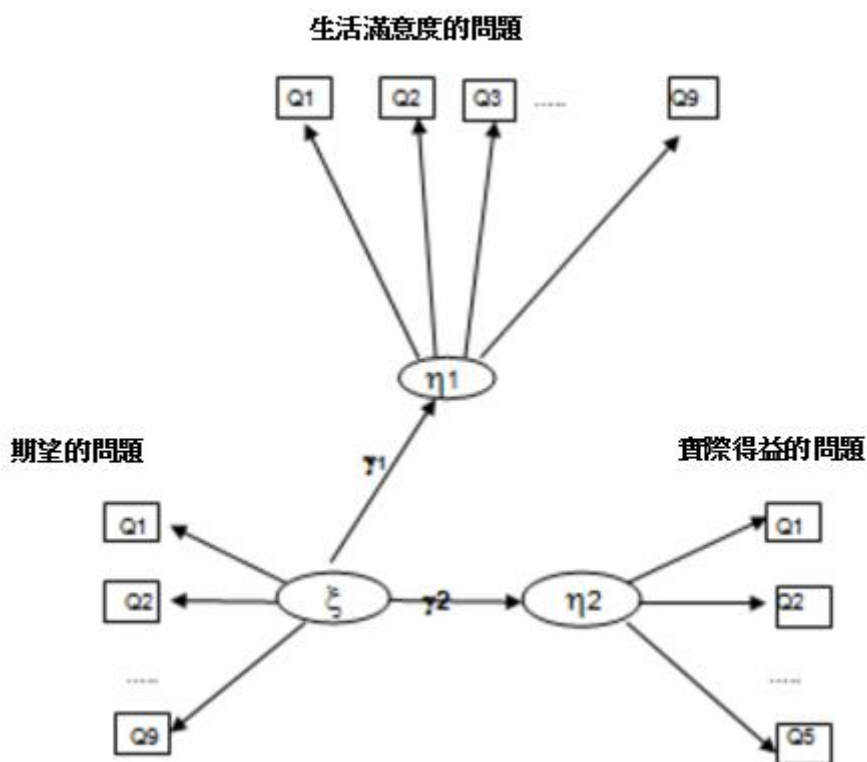 生活滿意度的問題
Q1 Q2 Q3 ..... Q9
η1
期望的問題
實際得益的問題
γ1
Q1
Q1
Q2
ξ
γ2
η2
Q2
.....
.....
Q9
Q5